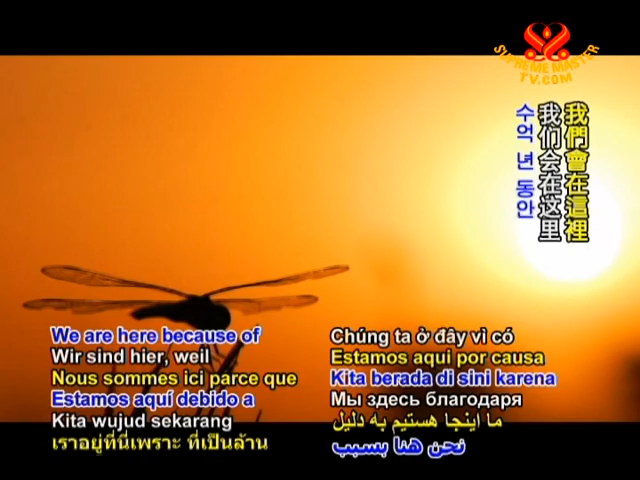 SUPREME MASTER
TV.COM
我們會在這裡
我们会在这里
수억 년 동안
We are here because of
Wir sind hier, weil
Nous sommes ici parce que
Estamos aquí debido a
Kita wujud sekarang
เราอยู่ที่นี่เพราะ ที่เป็นล้าน
Chúng ta ở đây vì có
Estamos aqui por causa
Kita berada di sini karena
Мы здесь благодаря
ما اینجا هستیم به دلیل
نحن هنا بسبب